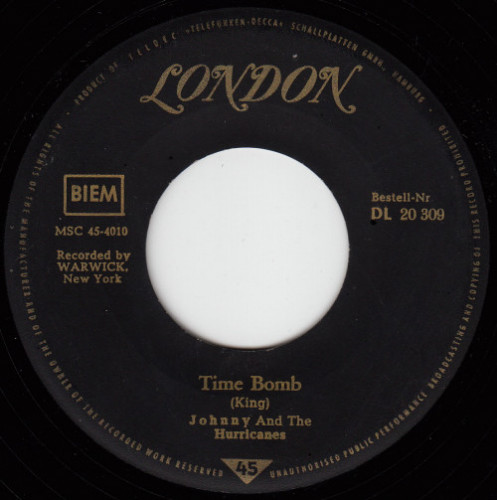 PRODUCT OF TELDEC »TELEFUNKEN-DECCA« SCHALLPLATTEN GMBH. HAMBURG
LONDON
BIEM
MSC 45-4010
Recorded by
WARWICK,
New York
Bestell-Nr
DL 20 309
Time Bomb
(King)
Johnny And The
Hurricanes
45
ALL RIGHTS OF THE MANUFACTURER AND OF THE OWNER OF THE RECORDED WORK RESERVED
UNAUTHORISED PUBLIC PERFORMANCE BROADCASTING AND COPYING OF THIS RECORD PROHIBITED